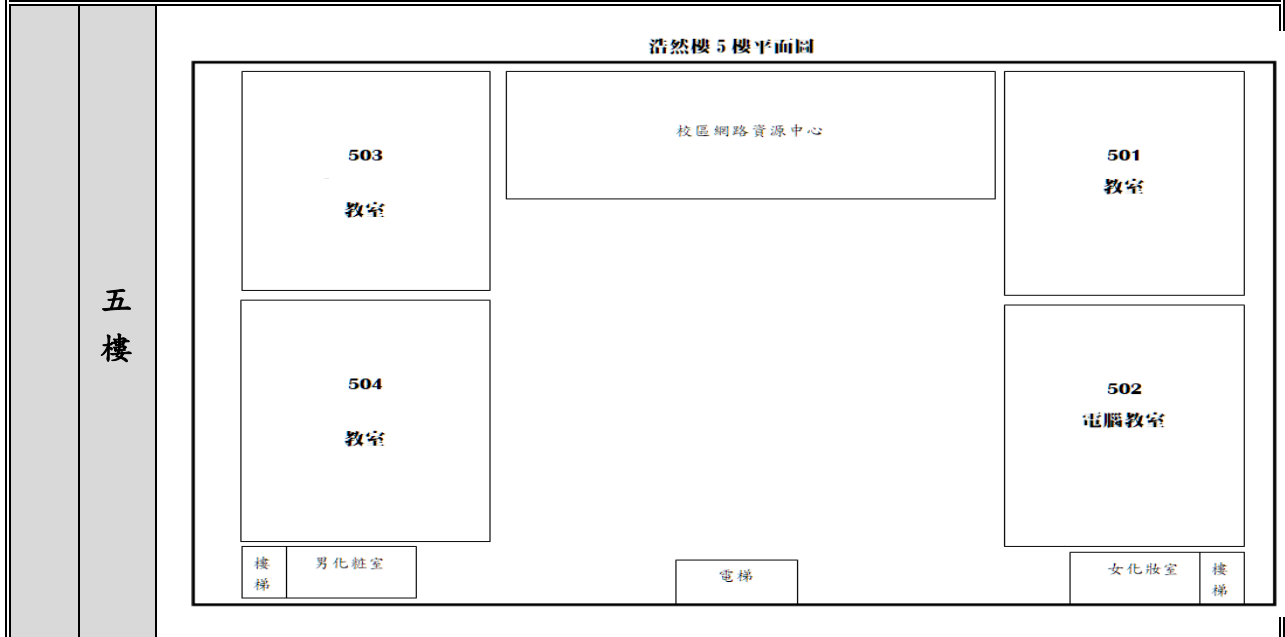 五
樓
浩然樓 5 樓平面圖
503
教室
校區網路資源中心
501
教室
504
教室
502
電腦教室
樓
梯
男化粧室
電梯
女化妝室
樓
梯